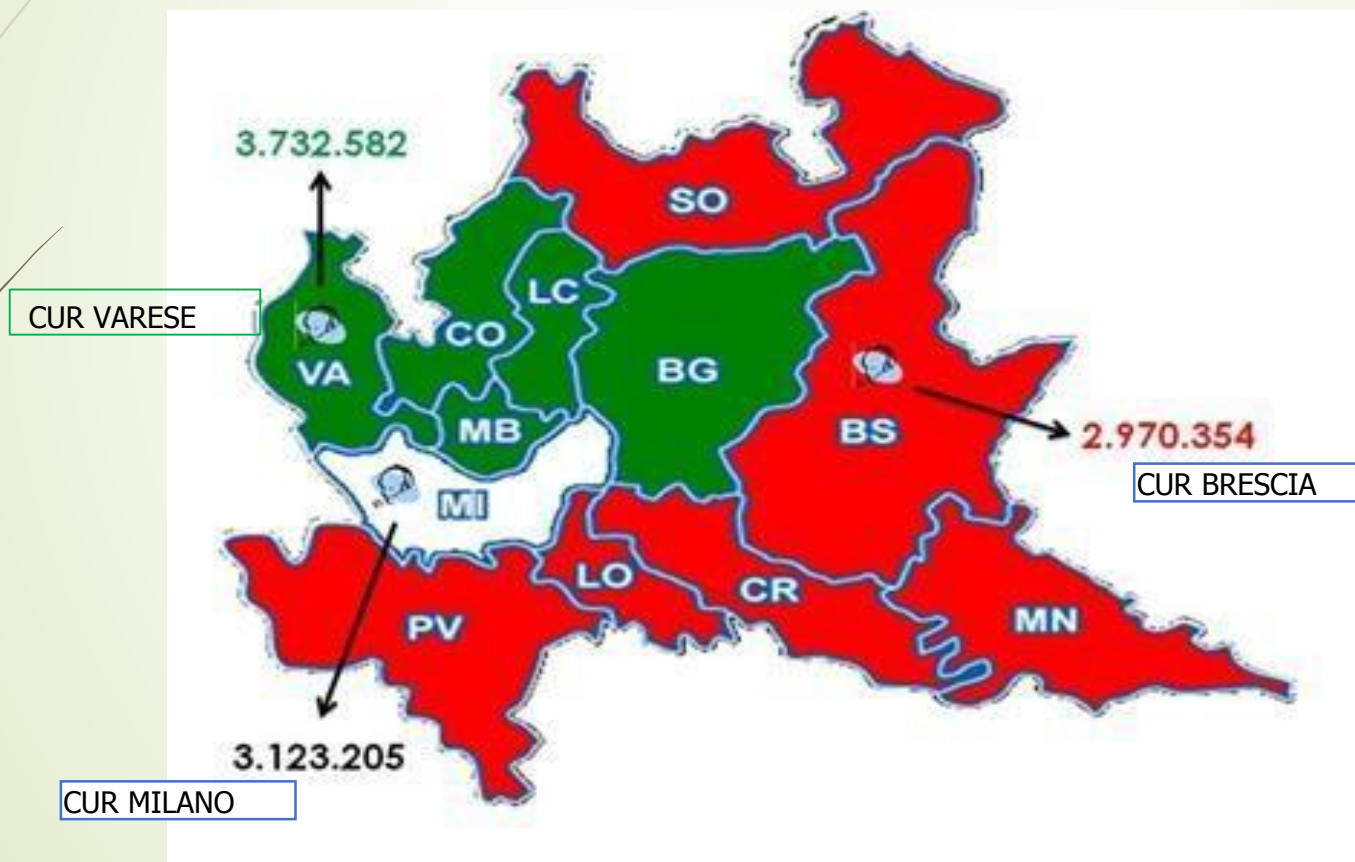 3.732.582
SO
CUR VARESE
LC
CO
VA
BG
MB
BS
2.970.354
CUR BRESCIA
MI
LO
CR
PV
MN
3.123.205
CUR MILANO